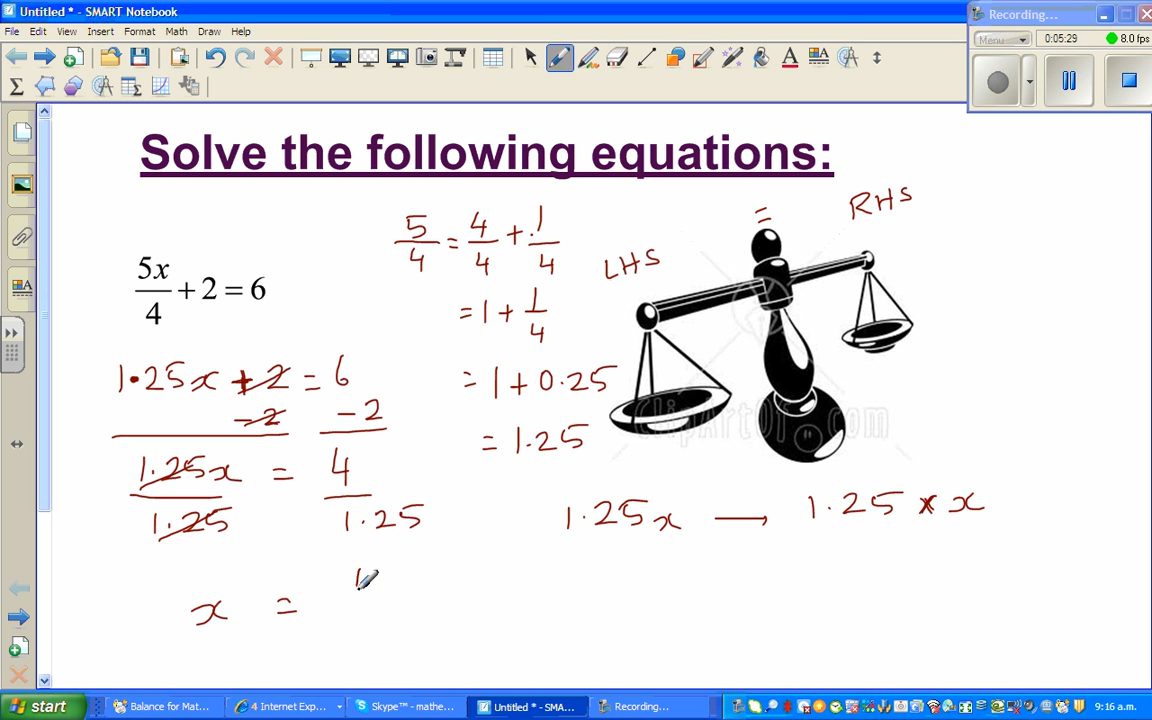 Untitled * - SMART Notebook
File Edit View Insert Format Math Draw Help
Recording...
Menu
0:05:29
8.0 fps
Solve the following equations:
5x/4 + 2 = 6
5/4 = 4/4 + 1/4
= 1 + 1/4
= 1 + 0.25
= 1.25
LHS
=
RHS
1.25x + 2 = 6
-2 -2
1.25x = 4
1.25 1.25
x =
1.25x → 1.25 × x
start
Balance for Mat...
4 Internet Exp...
Skype™ - mathe...
Untitled * - SMA...
Recording...
9:16 a.m.